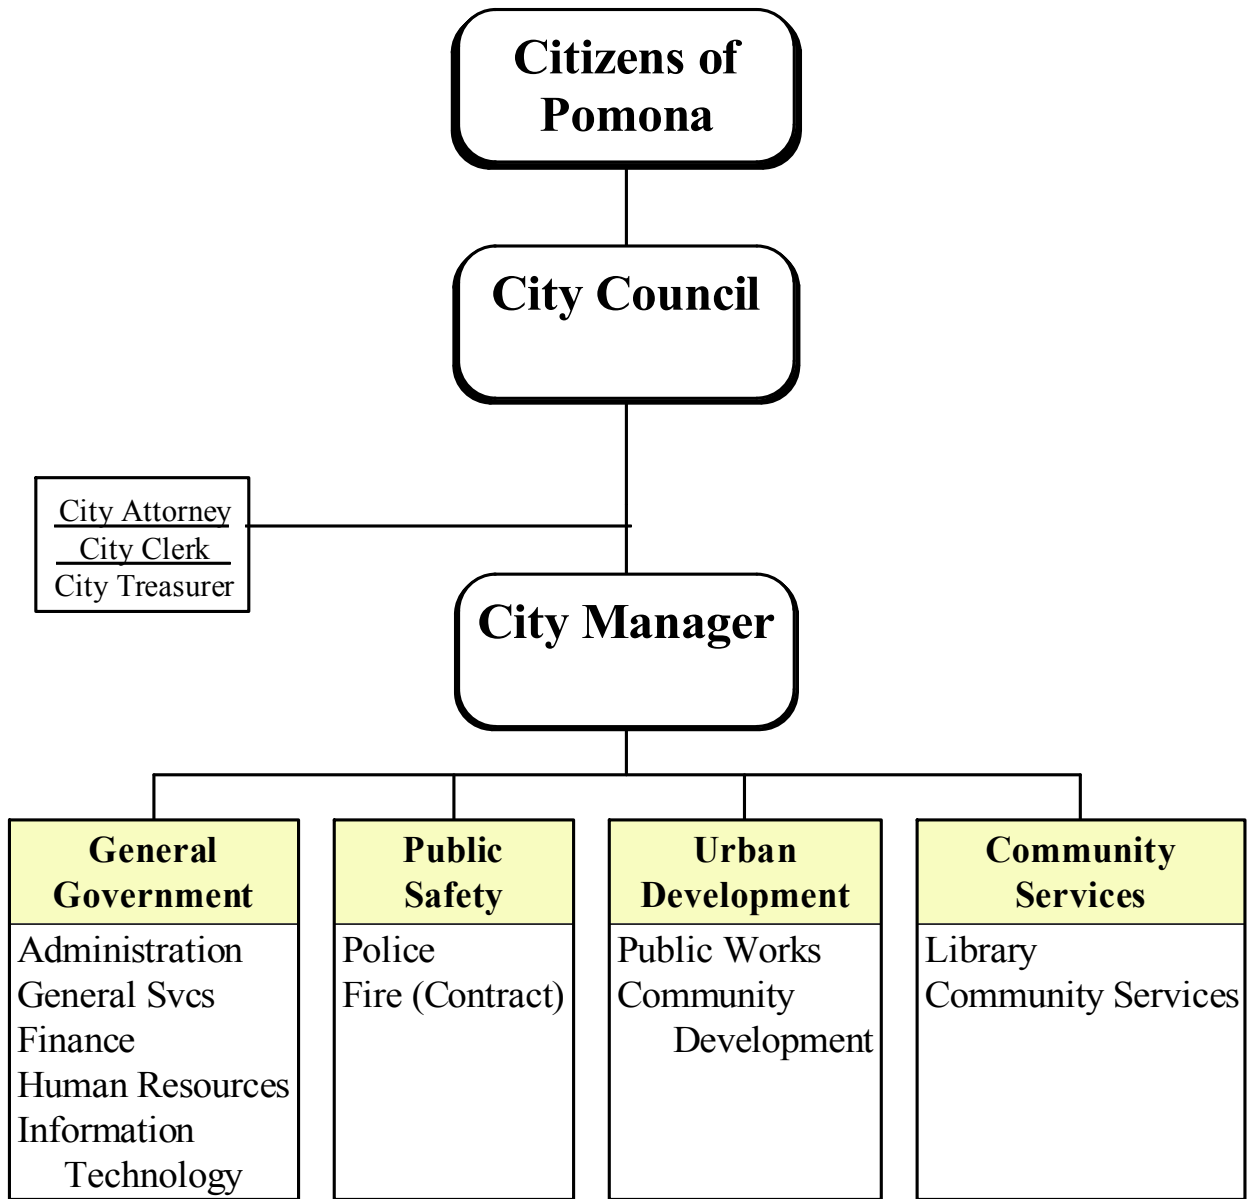 Citizens of
Pomona
City Council
City Attorney
City Clerk
City Treasurer
City Manager
General
Government
Administration
General Svcs
Finance
Human Resources
Information
Technology
Public
Safety
Police
Fire (Contract)
Urban
Development
Public Works
Community
Development
Community
Services
Library
Community Services